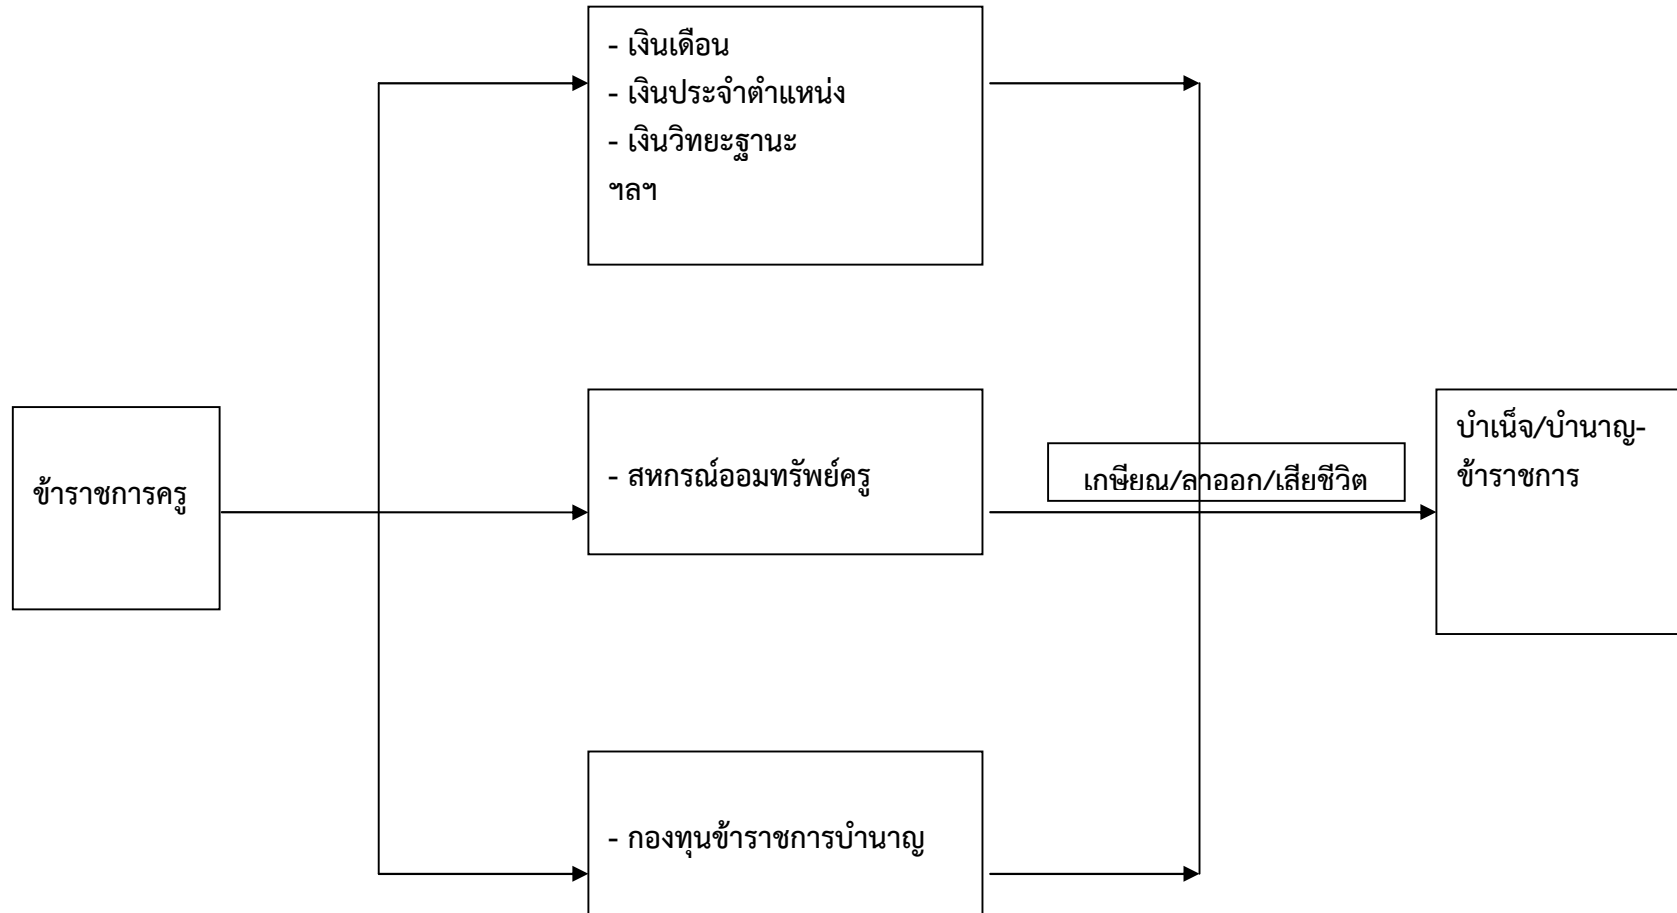 - เงินเดือน
- เงินประจำตำแหน่ง
- เงินวิทยะฐานะ
ฯลฯ
ข้าราชการครู
- สหกรณ์ออมทรัพย์ครู
เกษียณ/ลาออก/เสียชีวิต
บำเน็จ/บำนาญ-
ข้าราชการ
- กองทุนข้าราชการบำนาญ